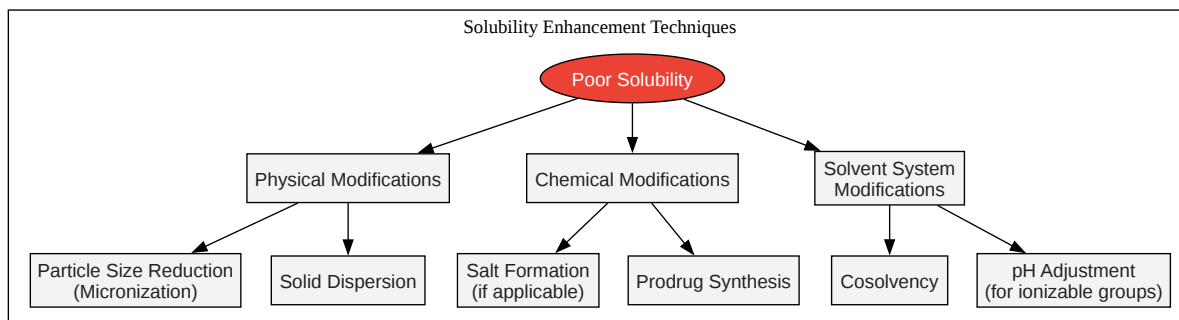 Solubility Enhancement Techniques
Poor Solubility
Physical Modifications
Chemical Modifications
Solvent System
Modifications
Particle Size Reduction
(Micronization)
Solid Dispersion
Salt Formation
(if applicable)
Prodrug Synthesis
Cosolvency
pH Adjustment
(for ionizable groups)